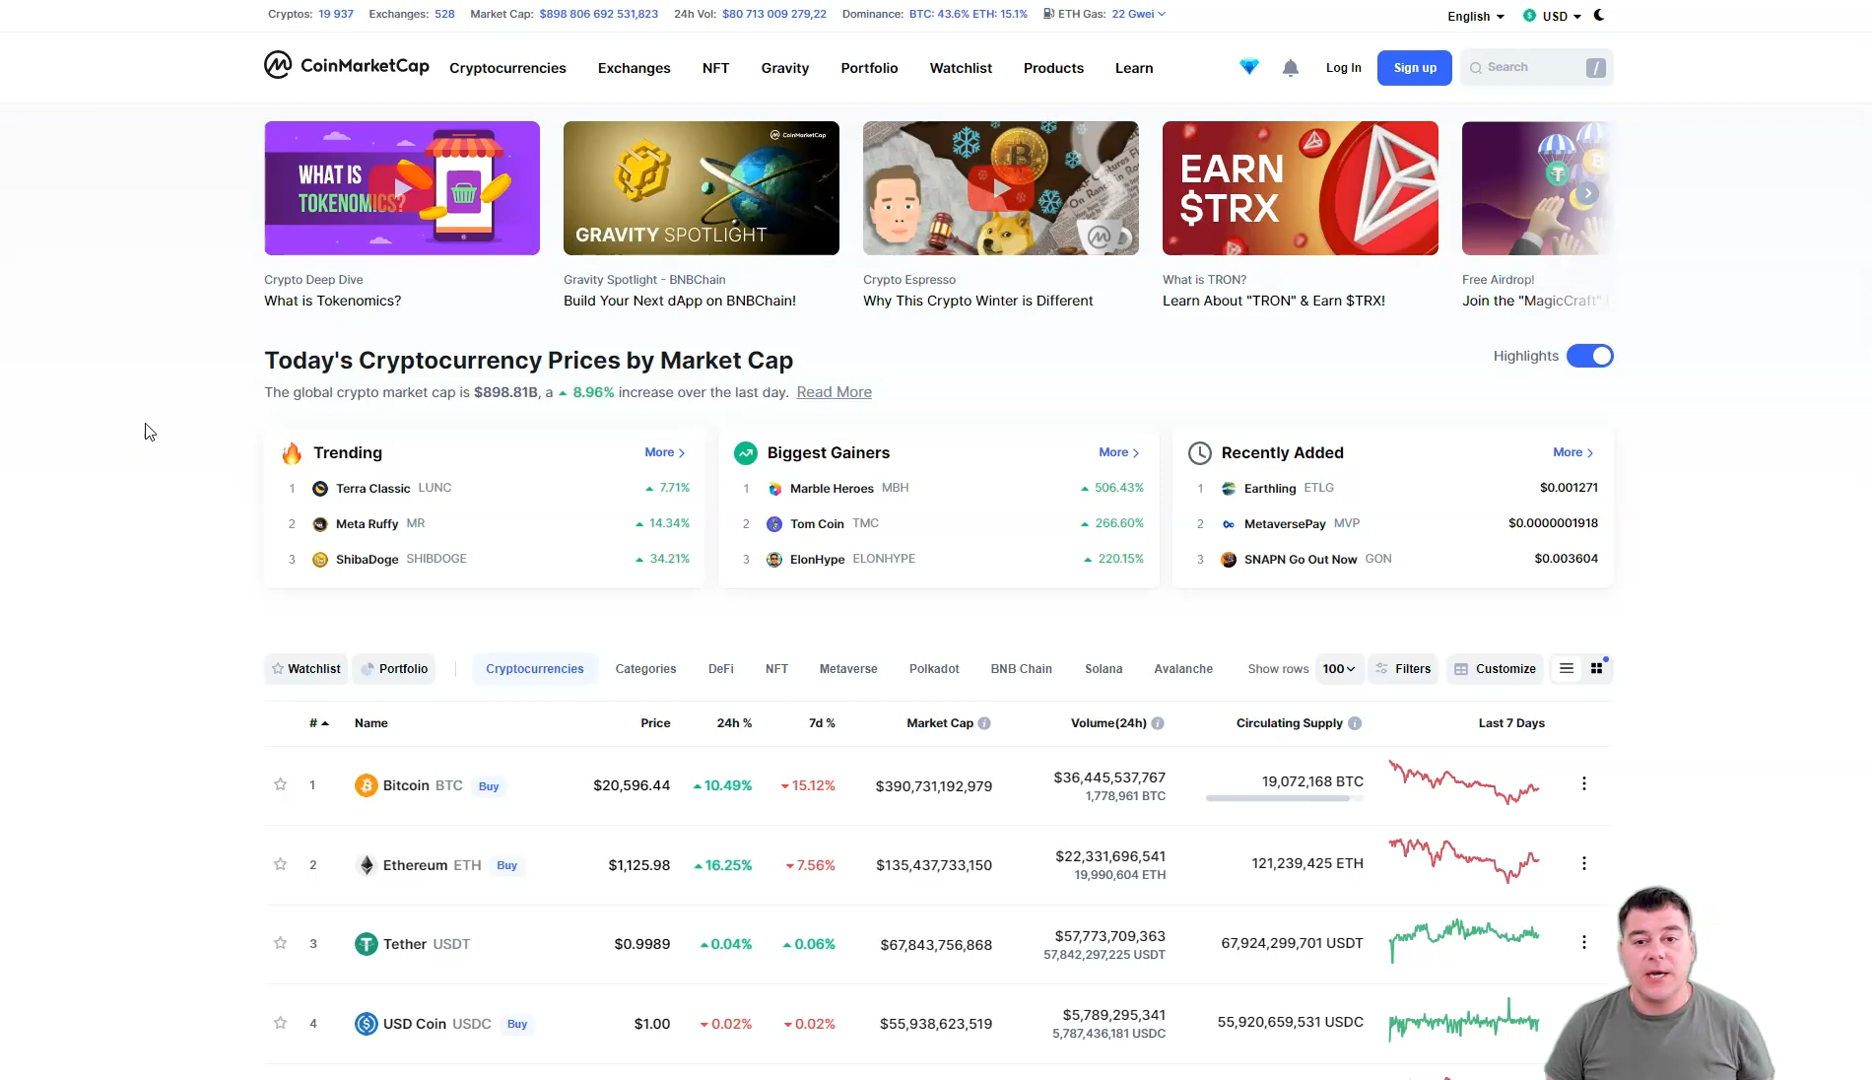 Cryptos: 19 937 Exchanges: 528 Market Cap: $898 806 692 531,823 24h Vol: $80 713 009 279,22 Dominance: BTC: 43.6% ETH: 15.1% ETH Gas: 22 Gwei
English USD
CoinMarketCap Cryptocurrencies Exchanges NFT Gravity Portfolio Watchlist Products Learn Log In Sign up Search /
WHAT IS
TOKENOMICS?
CoinMarketCap
GRAVITY SPOTLIGHT
EARN
$TRX
Crypto Deep Dive
What is Tokenomics?
Gravity Spotlight - BNBChain
Build Your Next dApp on BNBChain!
Crypto Espresso
Why This Crypto Winter is Different
What is TRON?
Learn About "TRON" & Earn $TRX!
Free Airdrop!
Join the "MagicCraft"
Today's Cryptocurrency Prices by Market Cap
Highlights
The global crypto market cap is $898.81B, a 8.96% increase over the last day. Read More
Trending More
1 Terra Classic LUNC 7.71%
2 Meta Ruffy MR 14.34%
3 ShibaDoge SHIBDOGE 34.21%
Biggest Gainers More
1 Marble Heroes MBH 506.43%
2 Tom Coin TMC 266.60%
3 ElonHype ELONHYPE 220.15%
Recently Added More
1 Earthling ETLG $0.001271
2 MetaversePay MVP $0.0000001918
3 SNAPN Go Out Now GON $0.003604
Watchlist Portfolio Cryptocurrencies Categories DeFi NFT Metaverse Polkadot BNB Chain Solana Avalanche Show rows 100 Filters Customize
# Name Price 24h % 7d % Market Cap Volume(24h) Circulating Supply Last 7 Days
1 Bitcoin BTC Buy $20,596.44 10.49% 15.12% $390,731,192,979 $36,445,537,767 19,072,168 BTC
1,778,961 BTC
2 Ethereum ETH Buy $1,125.98 16.25% 7.56% $135,437,733,150 $22,331,696,541 121,239,425 ETH
19,990,604 ETH
3 Tether USDT $0.9989 0.04% 0.06% $67,843,756,868 $57,773,709,363 67,924,299,701 USDT
57,842,297,225 USDT
4 USD Coin USDC Buy $1.00 0.02% 0.02% $55,938,623,519 $5,789,295,341 55,920,659,531 USDC
5,787,436,181 USDC